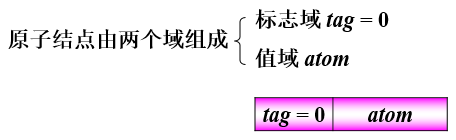 标志域 tag = 0
原子结点由两个域组成
值域 atom
tag = 0 atom